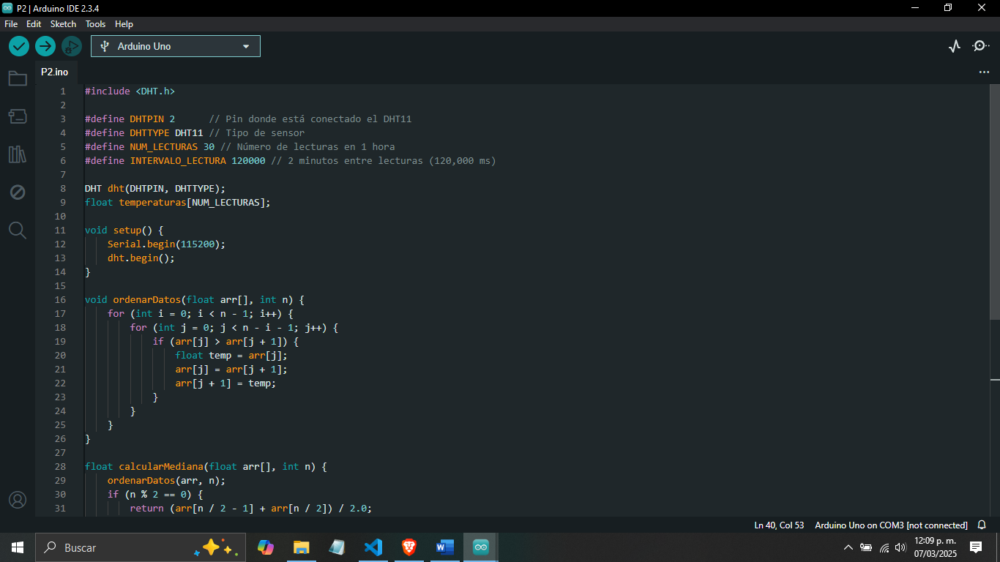 P2 | Arduino IDE 2.3.4
File Edit Sketch Tools Help
Arduino Uno
P2.ino
1 #include <DHT.h>
2
3 #define DHTPIN 2      // Pin donde está conectado el DHT11
4 #define DHTTYPE DHT11 // Tipo de sensor
5 #define NUM_LECTURAS 30 // Número de lecturas en 1 hora
6 #define INTERVALO_LECTURA 120000 // 2 minutos entre lecturas (120,000 ms)
7
8 DHT dht(DHTPIN, DHTTYPE);
9 float temperaturas[NUM_LECTURAS];
10
11 void setup() {
12     Serial.begin(115200);
13     dht.begin();
14 }
15
16 void ordenarDatos(float arr[], int n) {
17     for (int i = 0; i < n - 1; i++) {
18         for (int j = 0; j < n - i - 1; j++) {
19             if (arr[j] > arr[j + 1]) {
20                 float temp = arr[j];
21                 arr[j] = arr[j + 1];
22                 arr[j + 1] = temp;
23             }
24         }
25     }
26 }
27
28 float calcularMediana(float arr[], int n) {
29     ordenarDatos(arr, n);
30     if (n % 2 == 0) {
31         return (arr[n / 2 - 1] + arr[n / 2]) / 2.0;
Ln 40, Col 53 Arduino Uno on COM3 [not connected]
Buscar
12:09 p. m.
07/03/2025